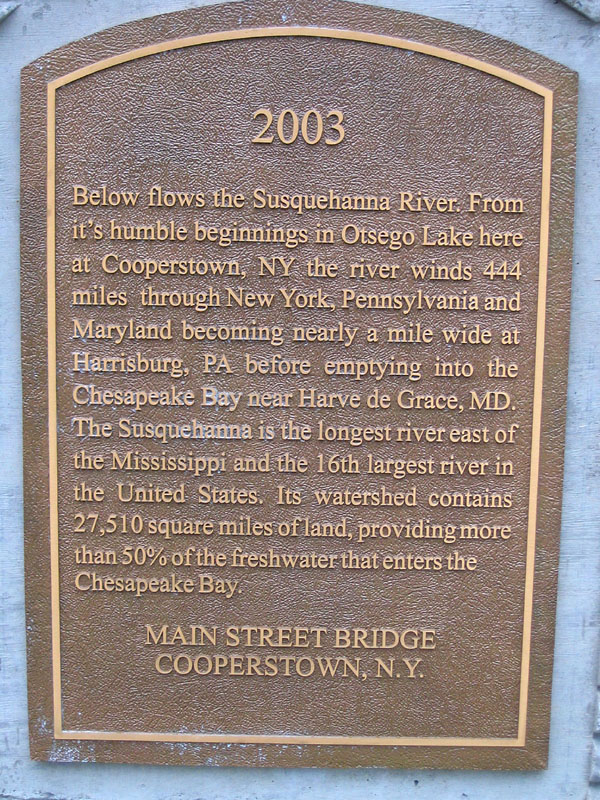 2003
Below flows the Susquehanna River. From
it's humble beginnings in Otsego Lake here
at Cooperstown, NY the river winds 444
miles through New York, Pennsylvania and
Maryland becoming nearly a mile wide at
Harrisburg, PA before emptying into the
Chesapeake Bay near Harve de Grace, MD.
The Susquehanna is the longest river east of
the Mississippi and the 16th largest river in
the United States. Its watershed contains
27,510 square miles of land, providing more
than 50% of the freshwater that enters the
Chesapeake Bay.
MAIN STREET BRIDGE
COOPERSTOWN, N.Y.